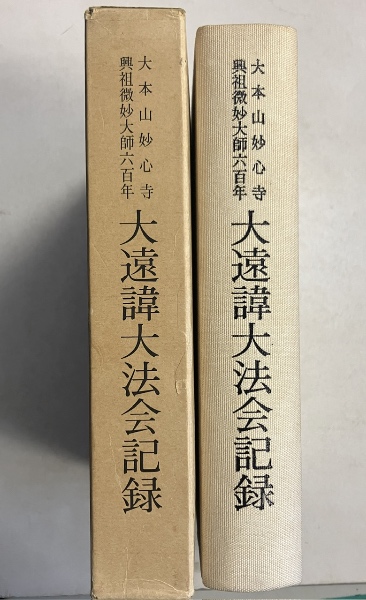 大本山妙心寺
興祖微妙大師六百年
大遠諱大法会記録
大本山妙心寺
興祖微妙大師六百年
大遠諱大法会記録